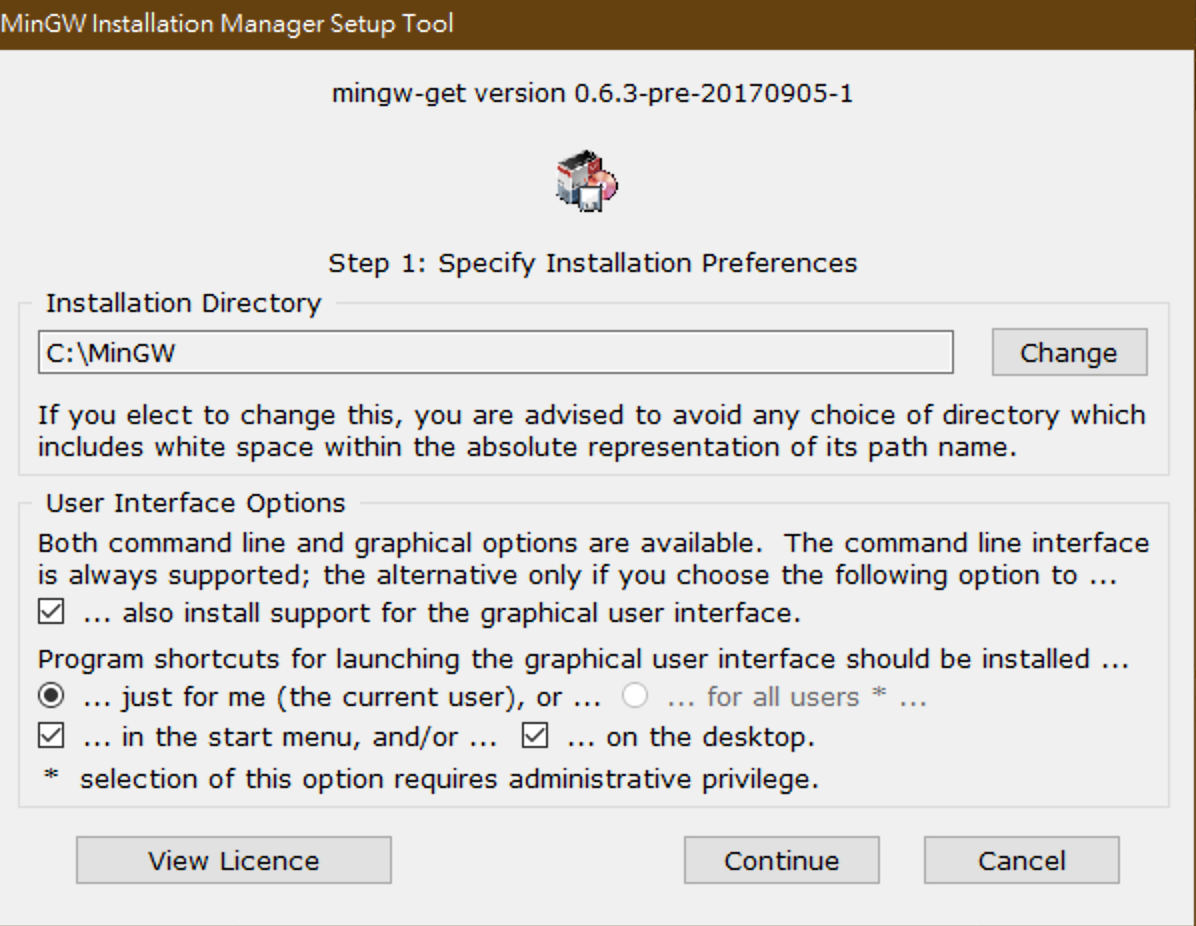 MinGW Installation Manager Setup Tool
mingw-get version 0.6.3-pre-20170905-1
Step 1: Specify Installation Preferences
Installation Directory
C:\MinGW
Change
If you elect to change this, you are advised to avoid any choice of directory which
includes white space within the absolute representation of its path name.
User Interface Options
Both command line and graphical options are available.  The command line interface
is always supported; the alternative only if you choose the following option to ...
... also install support for the graphical user interface.
Program shortcuts for launching the graphical user interface should be installed ...
... just for me (the current user), or ... ... for all users * ...
... in the start menu, and/or ... ... on the desktop.
* selection of this option requires administrative privilege.
View Licence Continue Cancel